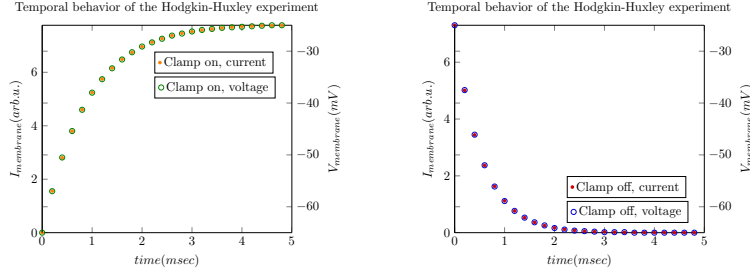 Temporal behavior of the Hodgkin-Huxley experiment
I_membrane(arb.u.)
6
4
2
0
0 1 2 3 4 5
time(msec)
−30
−40
−50
−60
V_membrane(mV)
Clamp on, current
Clamp on, voltage
Temporal behavior of the Hodgkin-Huxley experiment
I_membrane(arb.u.)
6
4
2
0
0 1 2 3 4 5
time(msec)
−30
−40
−50
−60
V_membrane(mV)
Clamp off, current
Clamp off, voltage